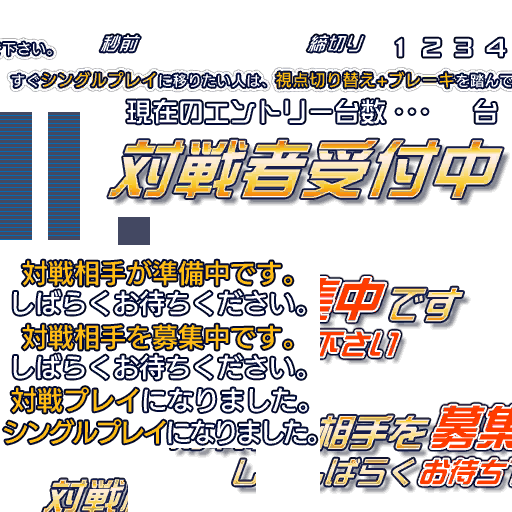 下さい。
秒前
締切り
1234
すぐシングルプレイに移りたい人は、視点切り替え+ブレーキを踏んで
現在のエントリー台数… 台
対戦者受付中
対戦相手が準備中です。
しばらくお待ちください。
集中です
下さい
対戦相手を募集中です。
しばらくお待ちください。
対戦プレイになりました。
シングルプレイになりました。
相手を募集
しばらくお待ち
対戦